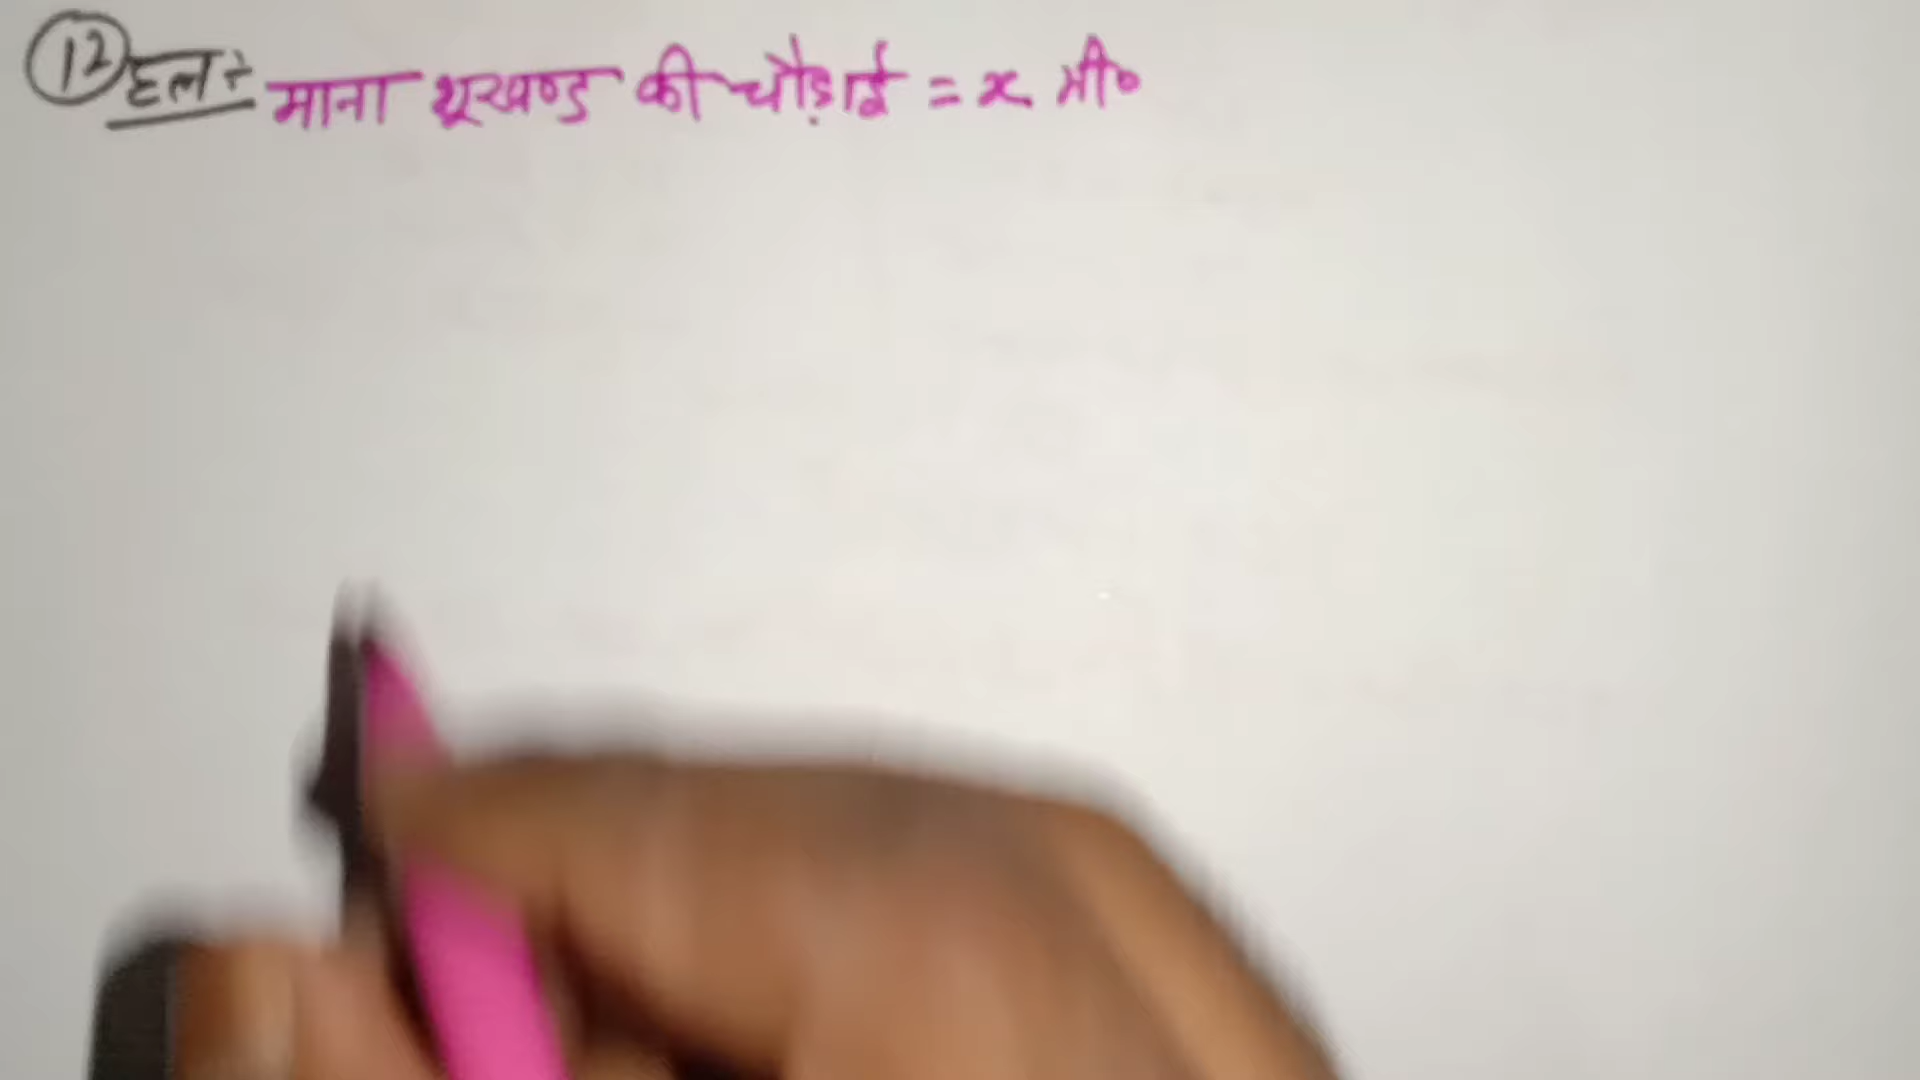 12 हल ÷ माना भूखण्ड की चौड़ाई = x मी०